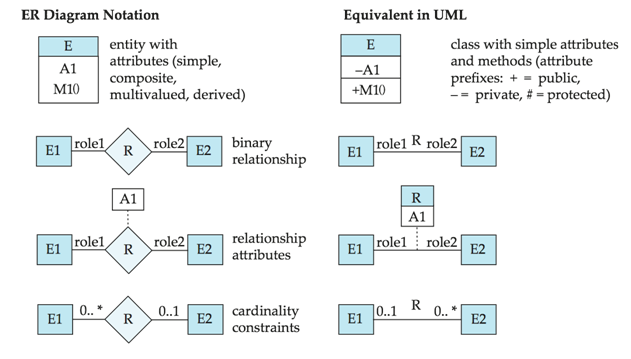 ER Diagram Notation
Equivalent in UML
E
A1
M10
entity with
attributes (simple,
composite,
multivalued, derived)
E
–A1
+M10
class with simple attributes
and methods (attribute
prefixes: + = public,
– = private, # = protected)
E1 role1 R role2 E2
binary
relationship
E1 role1 R role2 E2
A1
E1 role1 R role2 E2
relationship
attributes
R
A1
E1 role1 role2 E2
E1 0..* R 0..1 E2
cardinality
constraints
E1 0..1 R 0..* E2